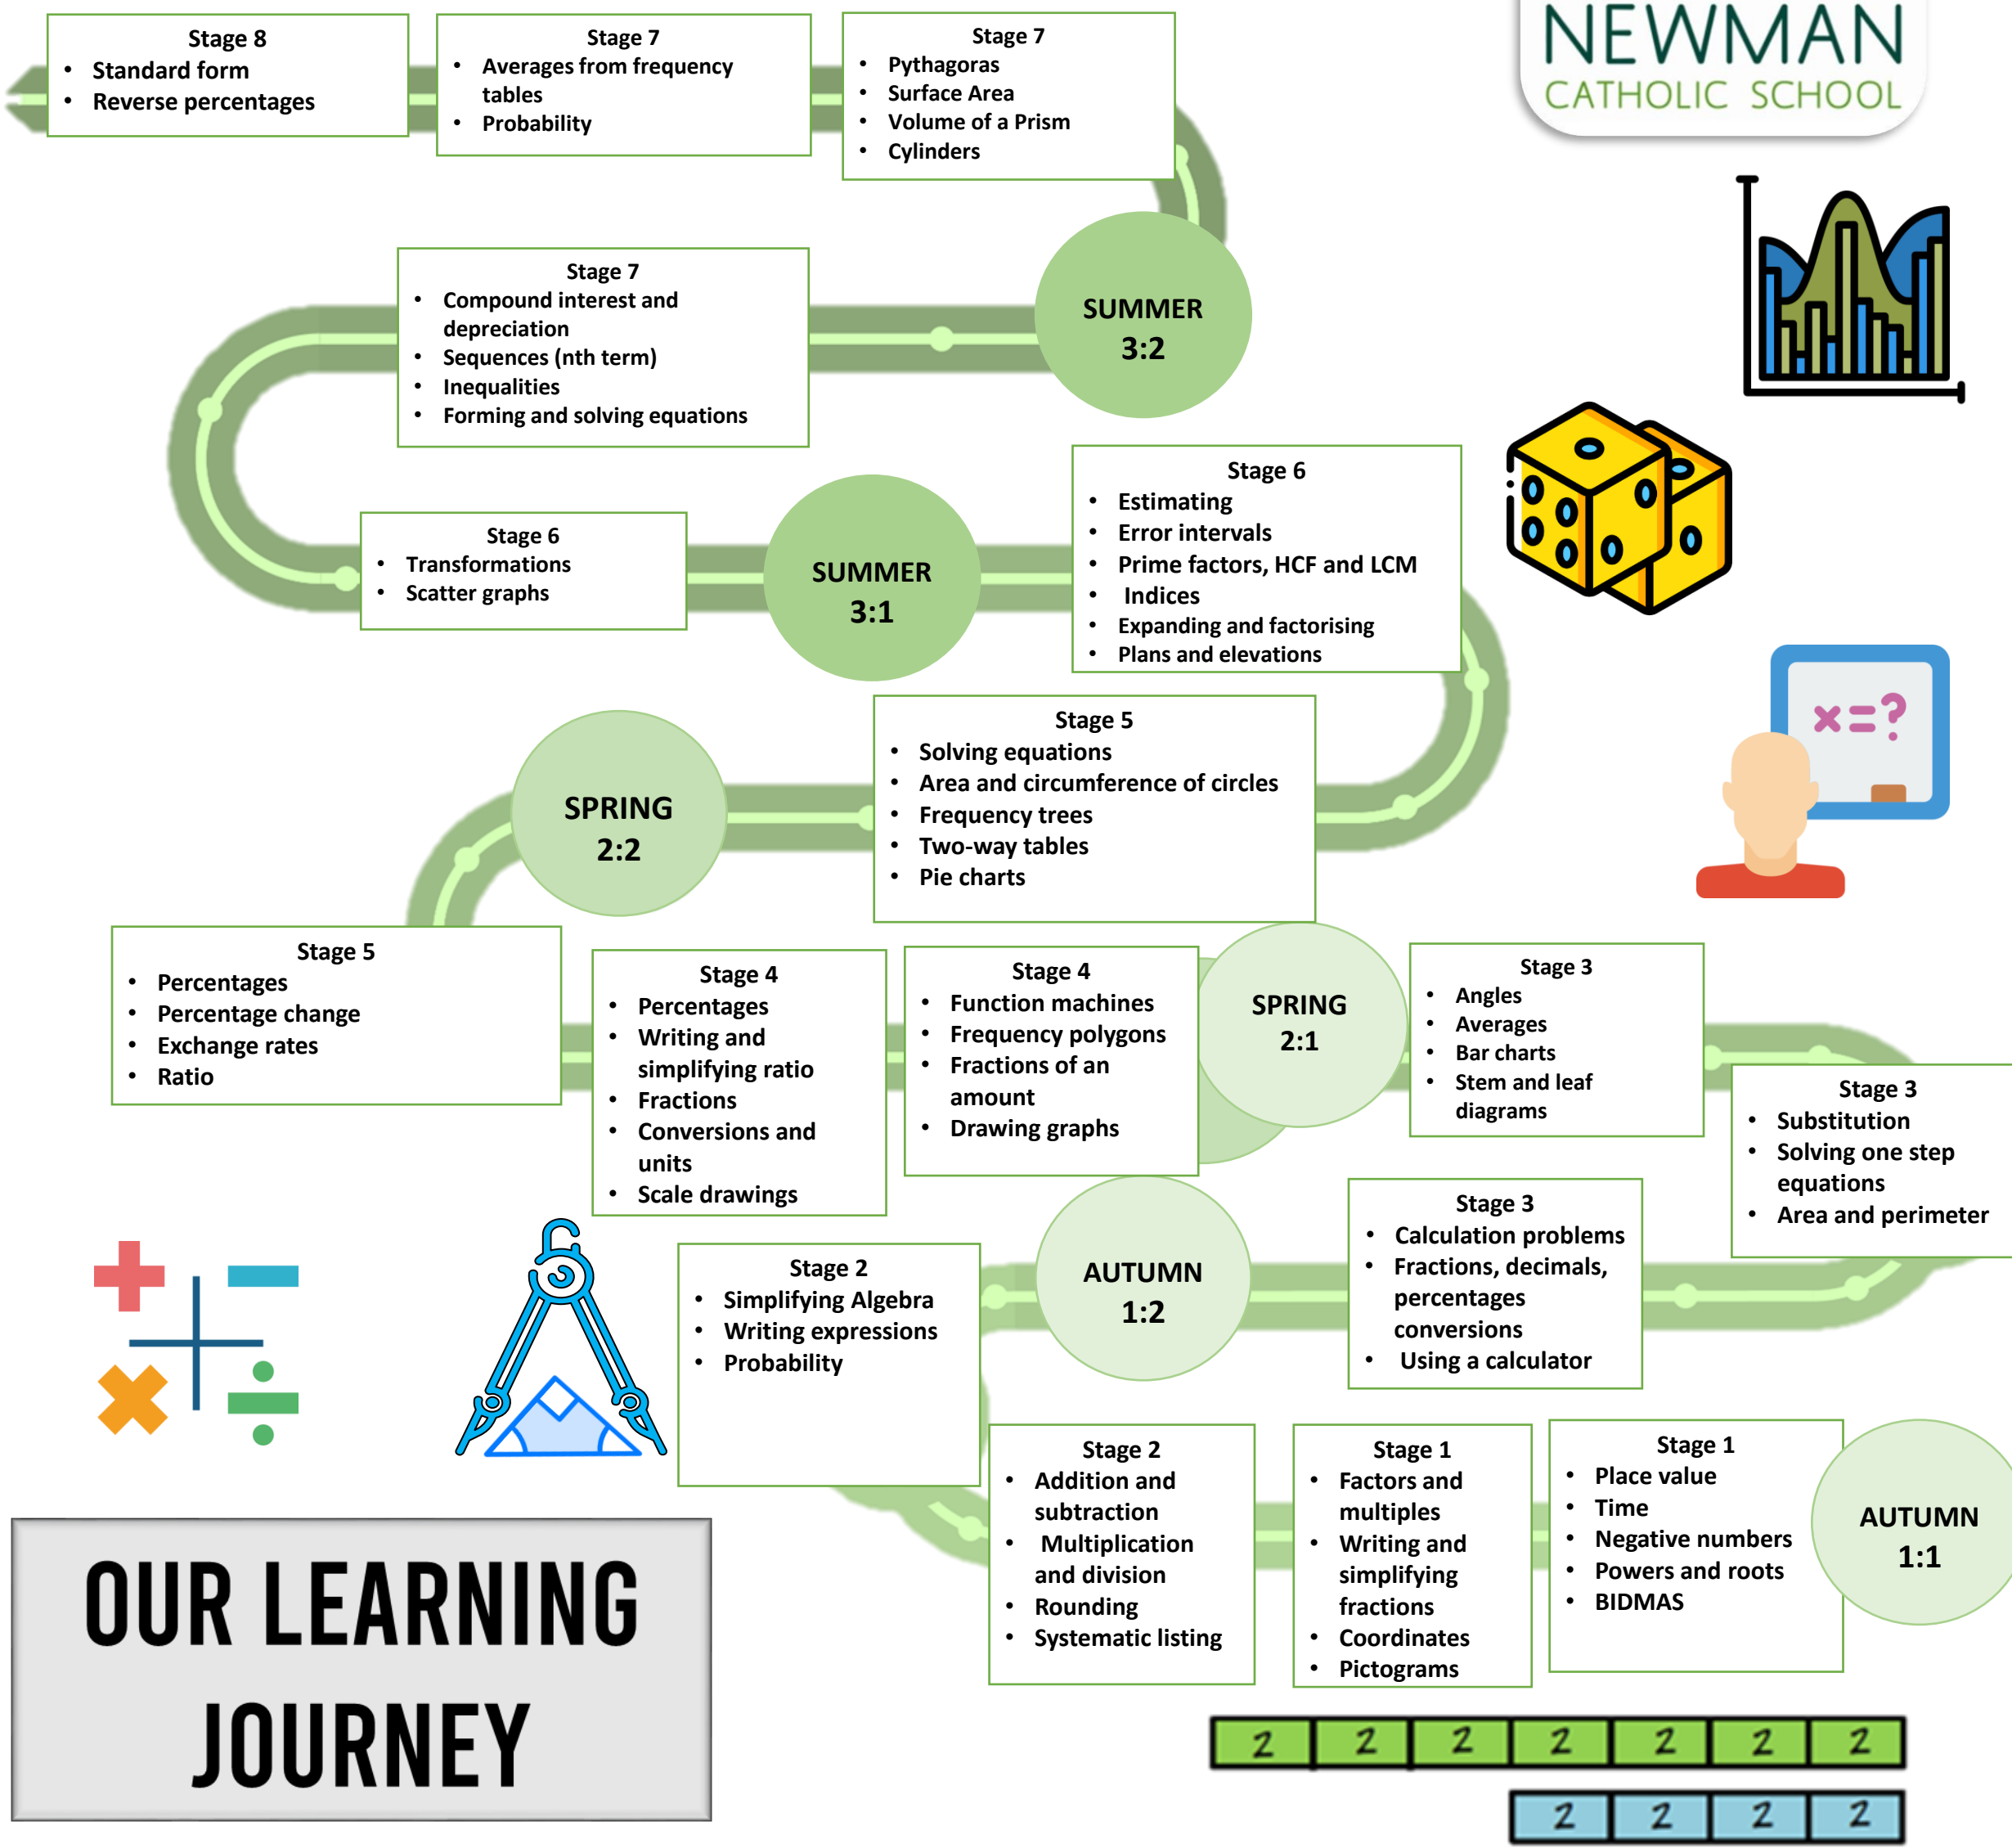 NEWMAN
CATHOLIC SCHOOL
Stage 8
• Standard form
• Reverse percentages
Stage 7
• Averages from frequency
tables
• Probability
Stage 7
• Pythagoras
• Surface Area
• Volume of a Prism
• Cylinders
Stage 7
• Compound interest and
depreciation
• Sequences (nth term)
• Inequalities
• Forming and solving equations
SUMMER
3:2
Stage 6
• Transformations
• Scatter graphs
SUMMER
3:1
Stage 6
• Estimating
• Error intervals
• Prime factors, HCF and LCM
• Indices
• Expanding and factorising
• Plans and elevations
x=?
SPRING
2:2
Stage 5
• Solving equations
• Area and circumference of circles
• Frequency trees
• Two-way tables
• Pie charts
Stage 5
• Percentages
• Percentage change
• Exchange rates
• Ratio
Stage 4
• Percentages
• Writing and
simplifying ratio
• Fractions
• Conversions and
units
• Scale drawings
Stage 4
• Function machines
• Frequency polygons
• Fractions of an
amount
• Drawing graphs
SPRING
2:1
Stage 3
• Angles
• Averages
• Bar charts
• Stem and leaf
diagrams
Stage 3
• Substitution
• Solving one step
equations
• Area and perimeter
Stage 2
• Simplifying Algebra
• Writing expressions
• Probability
AUTUMN
1:2
Stage 3
• Calculation problems
• Fractions, decimals,
percentages
conversions
• Using a calculator
Stage 2
• Addition and
subtraction
• Multiplication
and division
• Rounding
• Systematic listing
Stage 1
• Factors and
multiples
• Writing and
simplifying
fractions
• Coordinates
• Pictograms
Stage 1
• Place value
• Time
• Negative numbers
• Powers and roots
• BIDMAS
AUTUMN
1:1
OUR LEARNING
JOURNEY
2 2 2 2 2 2 2
2 2 2 2